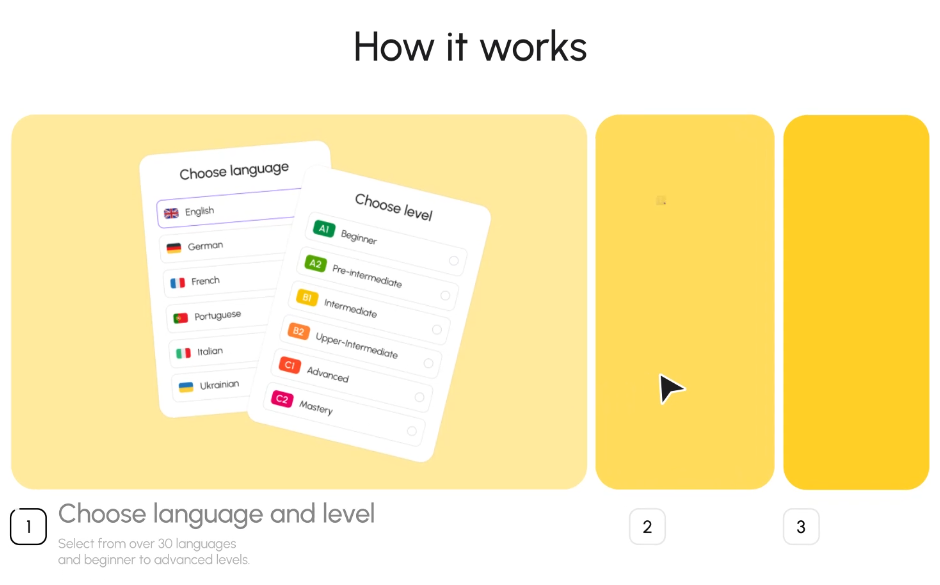 How it works
Choose language
English
German
French
Portuguese
Italian
Ukrainian
Choose level
A1 Beginner
A2 Pre-intermediate
B1 Intermediate
B2 Upper-Intermediate
C1 Advanced
C2 Mastery
1 Choose language and level
Select from over 30 languages
and beginner to advanced levels.
2
3